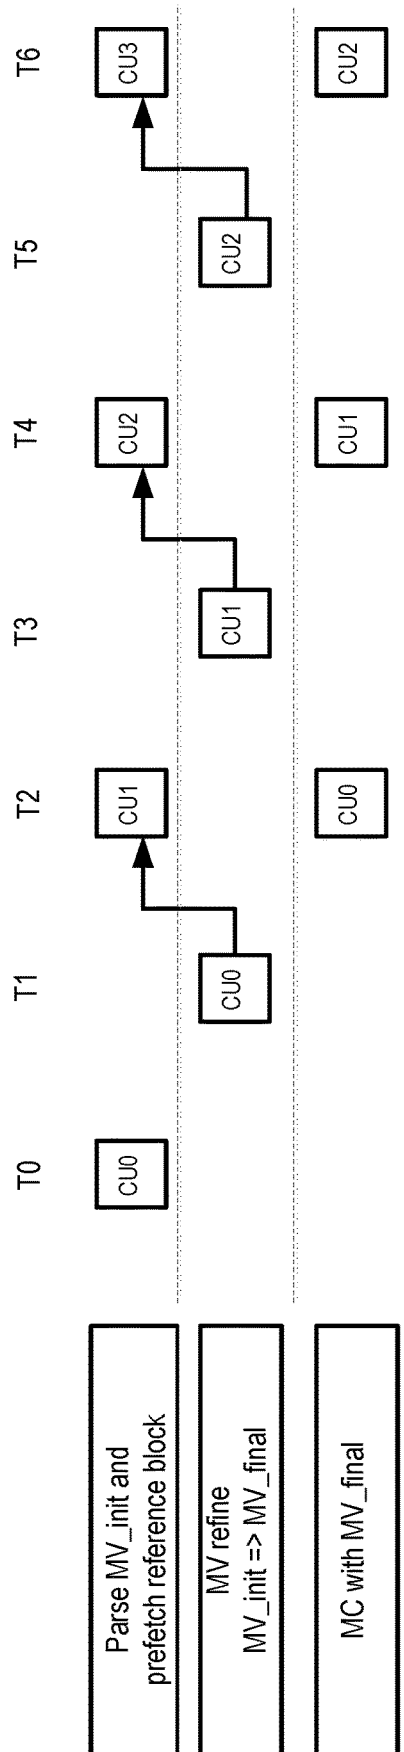 T0 T1 T2 T3 T4 T5 T6
Parse MV_init and
prefetch reference block
CU0 CU1 CU2 CU3
MV refine
MV_init => MV_final
CU0 CU1 CU2
MC with MV_final
CU0 CU1 CU2